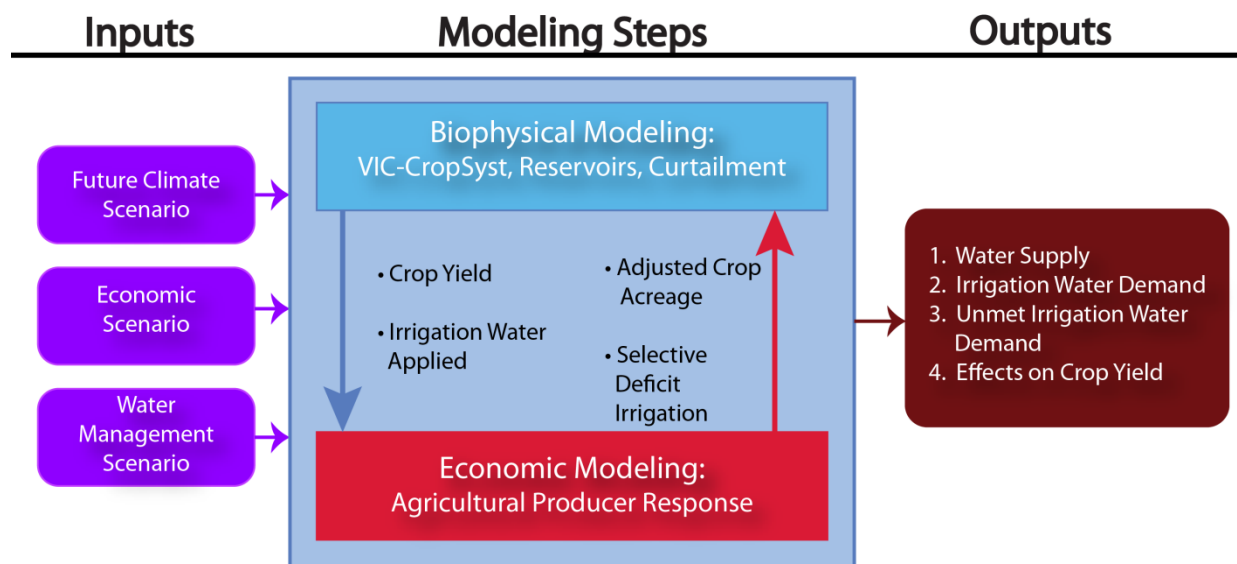 Inputs
Modeling Steps
Outputs
Future Climate
Scenario
Economic
Scenario
Water
Management
Scenario
Biophysical Modeling:
VIC-CropSyst, Reservoirs, Curtailment
• Crop Yield
• Irrigation Water
Applied
• Adjusted Crop
Acreage
• Selective
Deficit
Irrigation
Economic Modeling:
Agricultural Producer Response
1. Water Supply
2. Irrigation Water Demand
3. Unmet Irrigation Water
Demand
4. Effects on Crop Yield